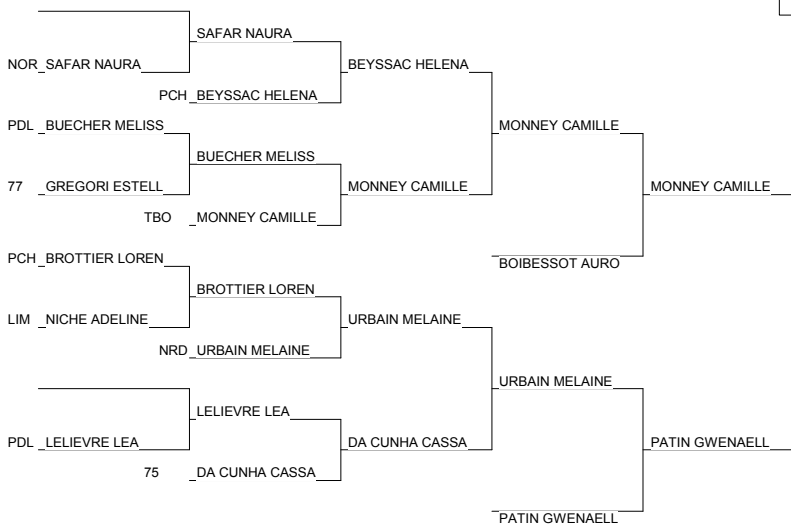 SAFAR NAURA
NOR SAFAR NAURA
BEYSSAC HELENA
PCH BEYSSAC HELENA
PDL BUECHER MELISS
MONNEY CAMILLE
BUECHER MELISS
77 GREGORI ESTELL
MONNEY CAMILLE
MONNEY CAMILLE
TBO MONNEY CAMILLE
PCH BROTTIER LOREN
BOIBESSOT AURO
BROTTIER LOREN
LIM NICHE ADELINE
URBAIN MELAINE
NRD URBAIN MELAINE
URBAIN MELAINE
LELIEVRE LEA
PDL LELIEVRE LEA
DA CUNHA CASSA
PATIN GWENAELL
75 DA CUNHA CASSA
PATIN GWENAELL